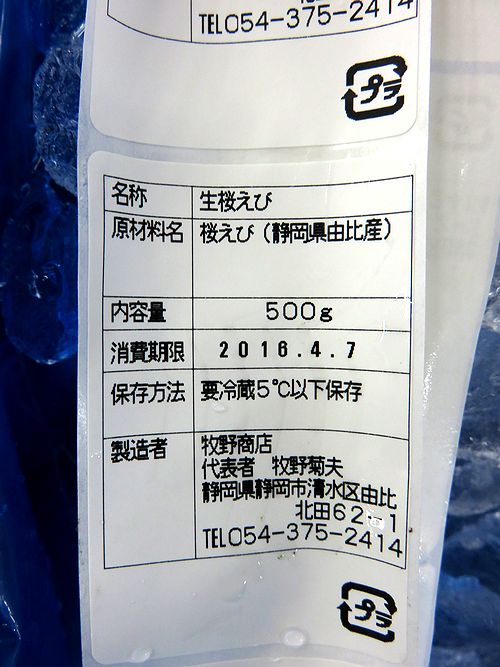 TEL054-375-2414
プラ
名称 生桜えび
原材料名 桜えび(静岡県由比産)
内容量 500g
消費期限 2016.4.7
保存方法 要冷蔵5℃以下保存
製造者 牧野商店
代表者 牧野菊夫
静岡県静岡市清水区由比
北田62-1
TEL054-375-2414
プラ